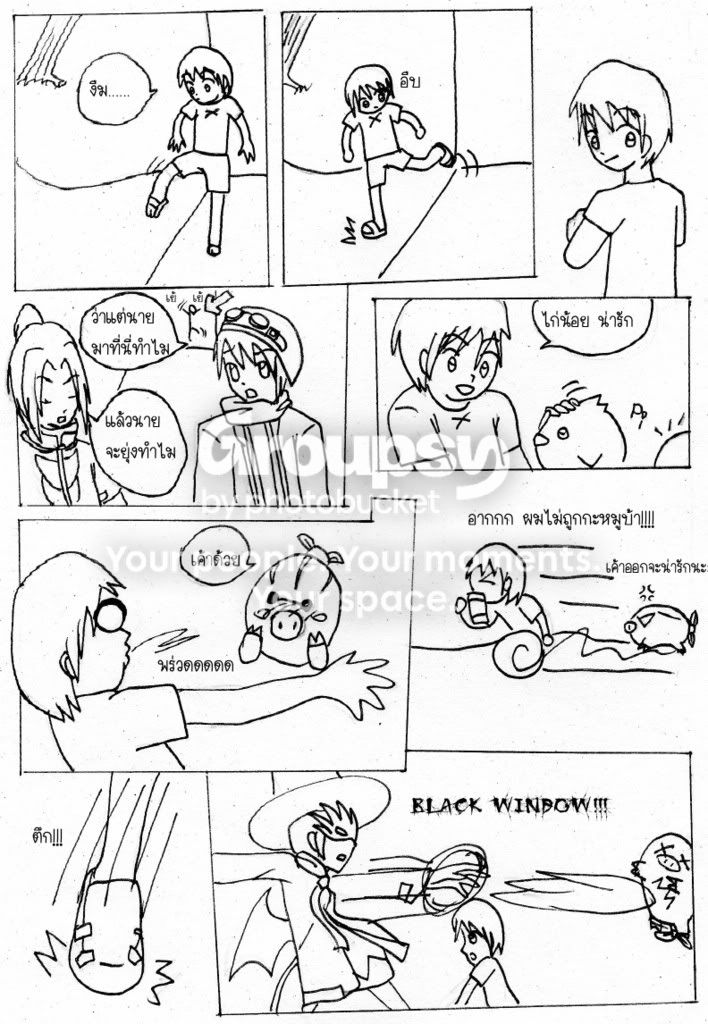 งึม......
อึบ
เย้ เย้
ว่าแต่นาย
มาที่นี่ทำไม
แล้วนาย
จะยุ่งทำไม
ไก่น้อย น่ารัก
Groupsy
by photobucket
Your people. Your moments.
Your space.
เค้าด้วย
พร่วดดดดด
อากกก ผมไม่ถูกกะหมูบ้า!!!!
เค้าออกจะน่ารักนะ
ตึก!!!
BLACK WINDOW!!!